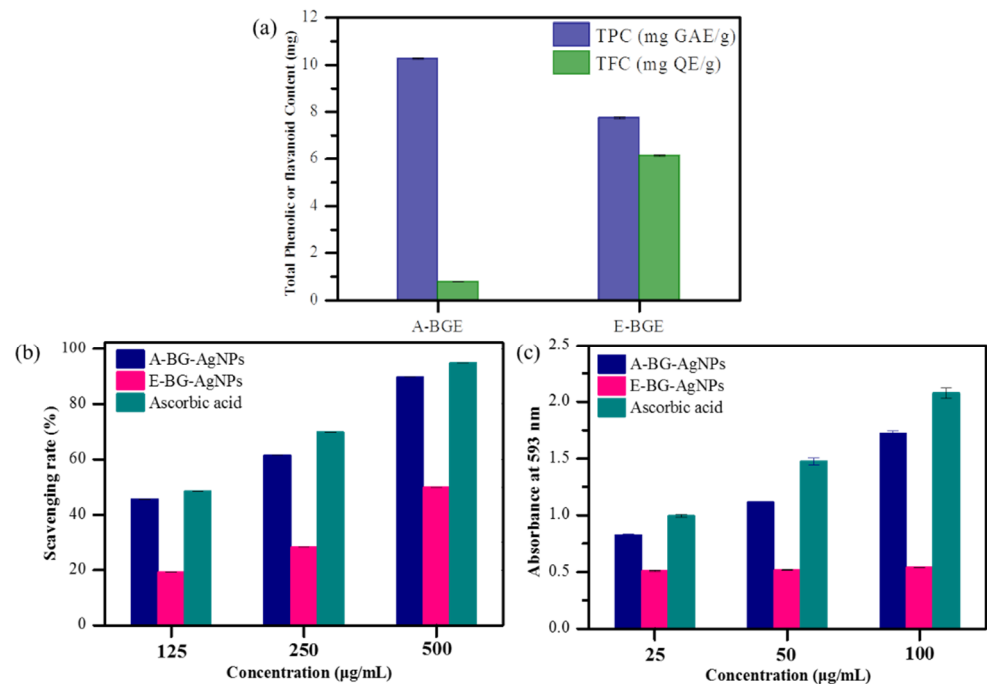 (a)
Total Phenolic or flavanoid Content (mg)
12
10
8
6
4
2
0
TPC (mg GAE/g)
TFC (mg QE/g)
A-BGE
E-BGE
(b)
Scavenging rate (%)
100
80
60
40
20
0
A-BG-AgNPs
E-BG-AgNPs
Ascorbic acid
125
250
500
Concentration (µg/mL)
(c)
Absorbance at 593 nm
2.5
2.0
1.5
1.0
0.5
0.0
A-BG-AgNPs
E-BG-AgNPs
Ascorbic acid
25
50
100
Concentration (µg/mL)